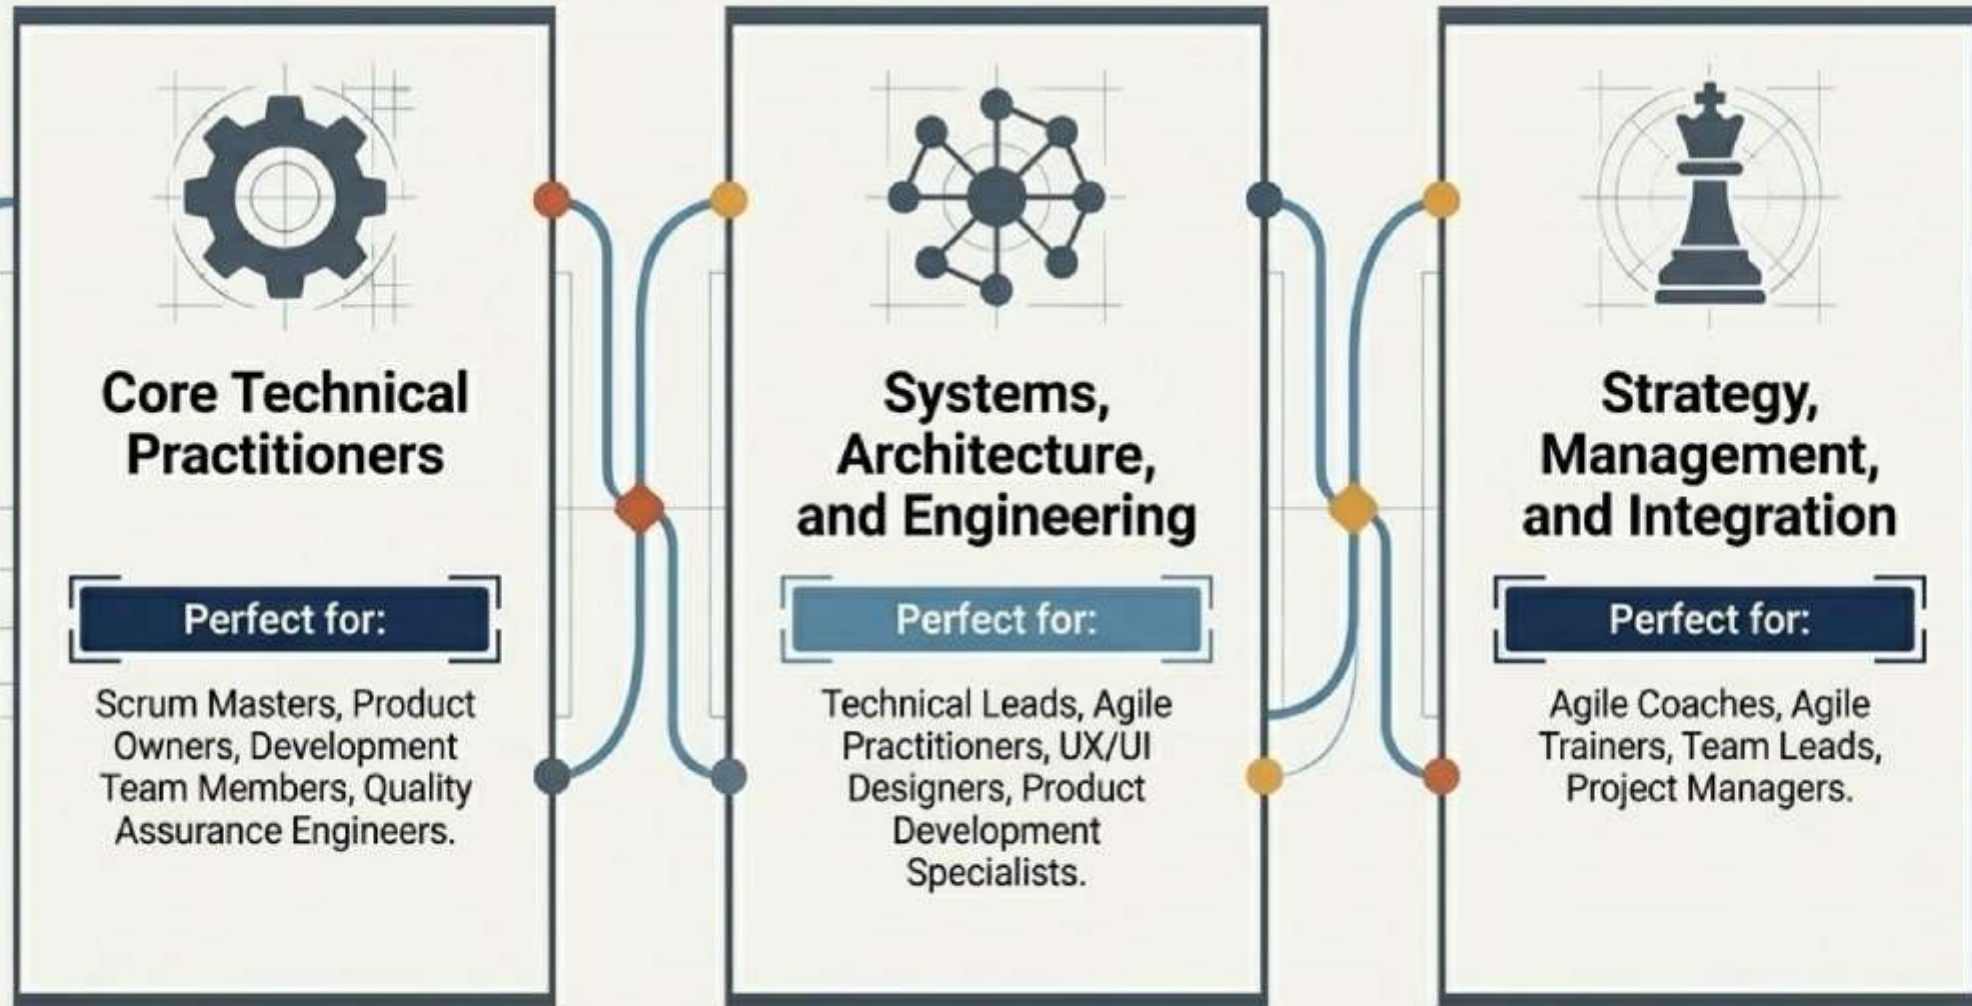 Core Technical
Practitioners
Perfect for:
Scrum Masters, Product
Owners, Development
Team Members, Quality
Assurance Engineers.
Systems,
Architecture,
and Engineering
Perfect for:
Technical Leads, Agile
Practitioners, UX/UI
Designers, Product
Development
Specialists.
Strategy,
Management,
and Integration
Perfect for:
Agile Coaches, Agile
Trainers, Team Leads,
Project Managers.